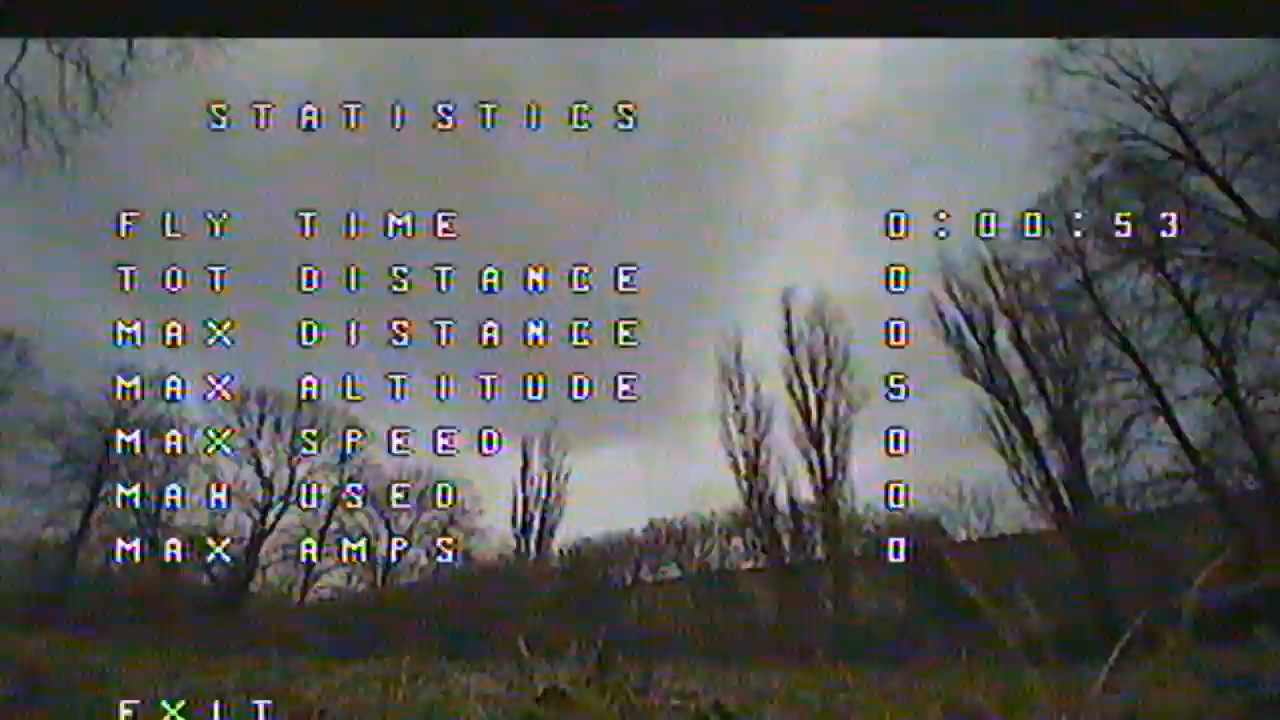 STATISTICS
FLY TIME 0:00:53
TOT DISTANCE 0
MAX DISTANCE 0
MAX ALTITUDE 5
MAX SPEED 0
MAH USED 0
MAX AMPS 0
EXIT